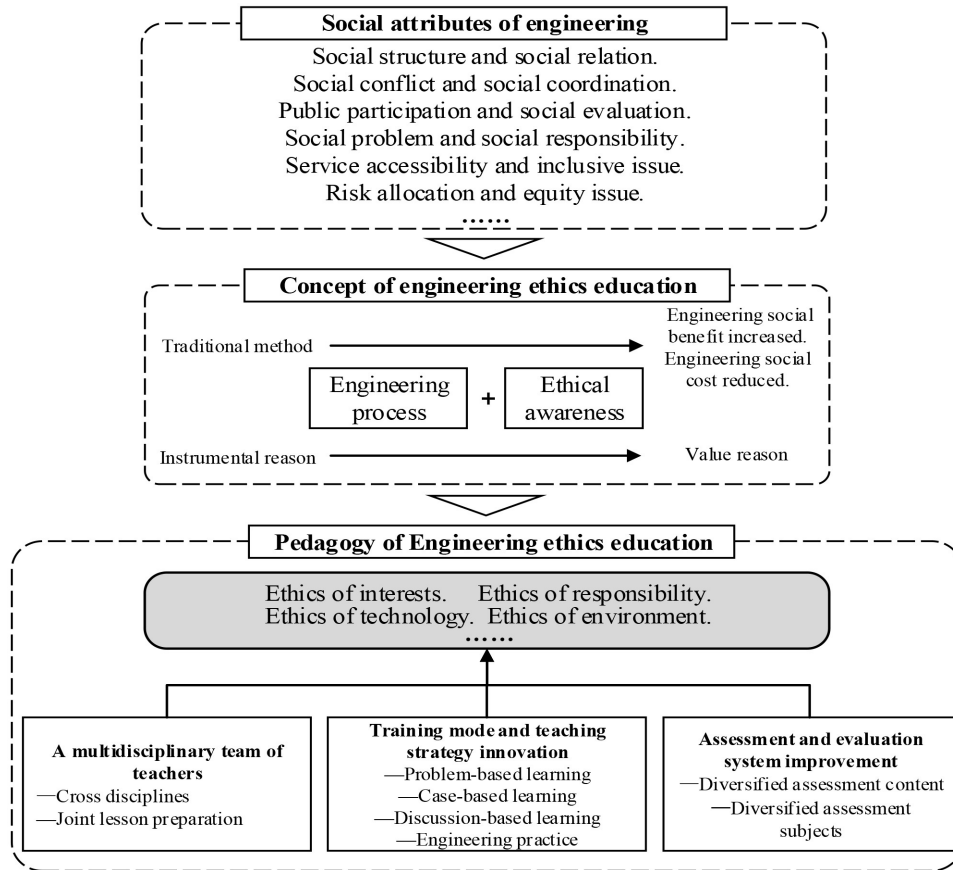 Social attributes of engineering
Social structure and social relation.
Social conflict and social coordination.
Public participation and social evaluation.
Social problem and social responsibility.
Service accessibility and inclusive issue.
Risk allocation and equity issue.
……
Concept of engineering ethics education
Traditional method
Engineering social
benefit increased.
Engineering social
cost reduced.
Engineering
process
+
Ethical
awareness
Instrumental reason
Value reason
Pedagogy of Engineering ethics education
Ethics of interests. Ethics of responsibility.
Ethics of technology. Ethics of environment.
……
A multidisciplinary team of
teachers
—Cross disciplines
—Joint lesson preparation
Training mode and teaching
strategy innovation
—Problem-based learning
—Case-based learning
—Discussion-based learning
—Engineering practice
Assessment and evaluation
system improvement
—Diversified assessment content
—Diversified assessment
subjects